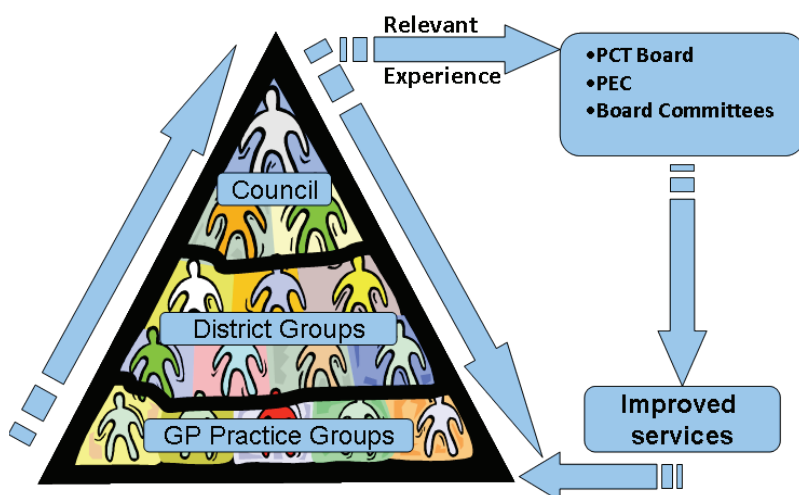 Relevant
Experience
•PCT Board
•PEC
•Board Committees
Council
District Groups
GP Practice Groups
Improved
services